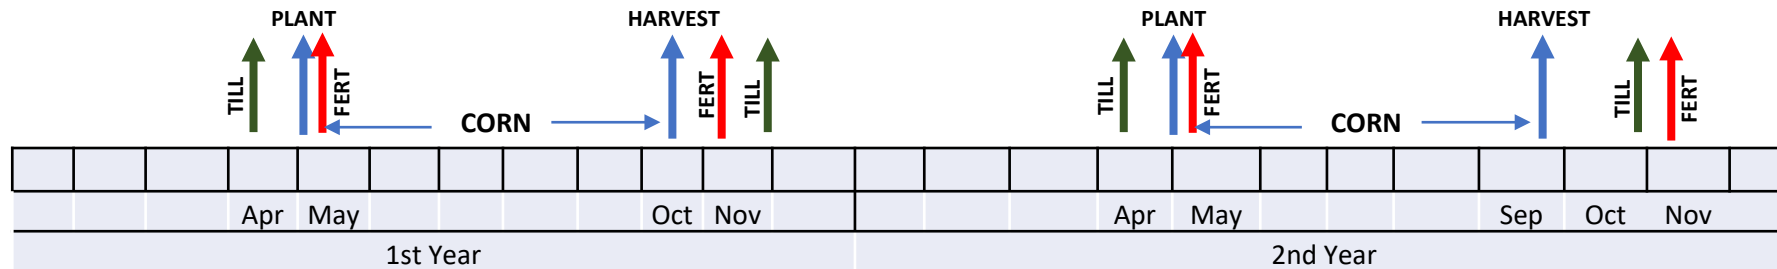 PLANT HARVEST PLANT HARVEST
TILL FERT FERT TILL TILL FERT TILL FERT
CORN CORN
Apr May Oct Nov Apr May Sep Oct Nov
1st Year 2nd Year